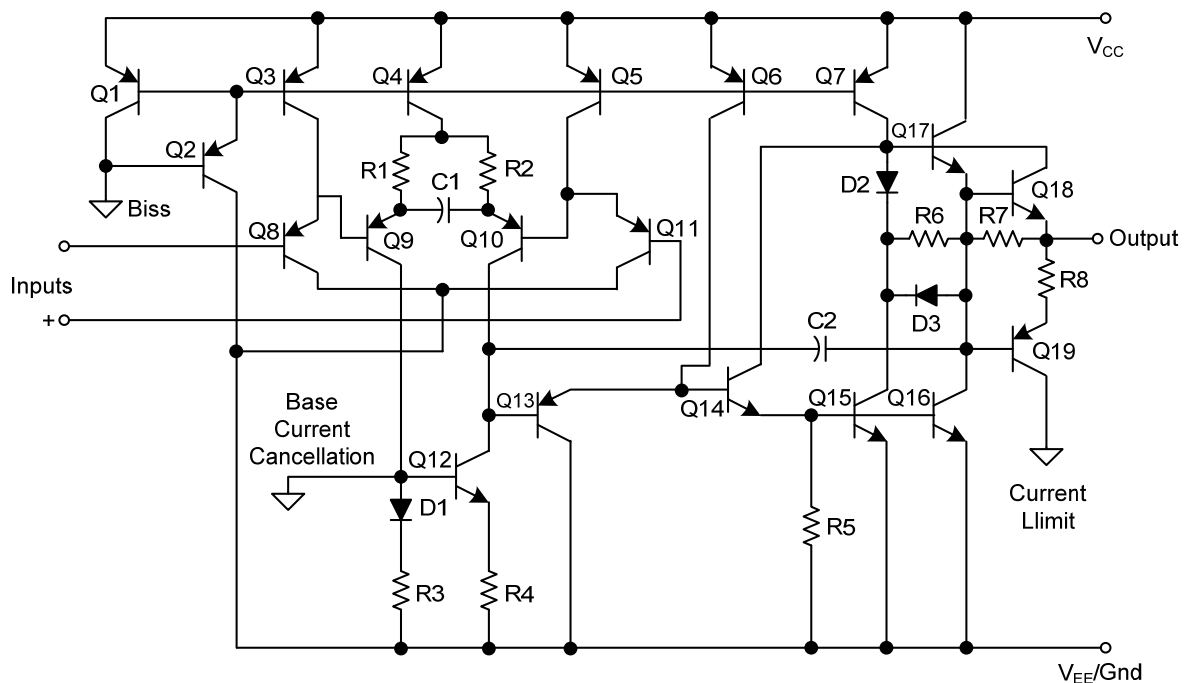 V_CC
Q1
Q3
Q4
Q5
Q6
Q7
Q2
Q17
R1
C1
R2
D2
Q18
Biss
Q8
Q9
Q10
Q11
R6
R7
Output
Inputs
D3
R8
+
C2
Q19
Base
Current
Cancellation
Q13
Q14
Q15
Q16
Q12
D1
R5
Current
Llimit
R3
R4
V_EE/Gnd